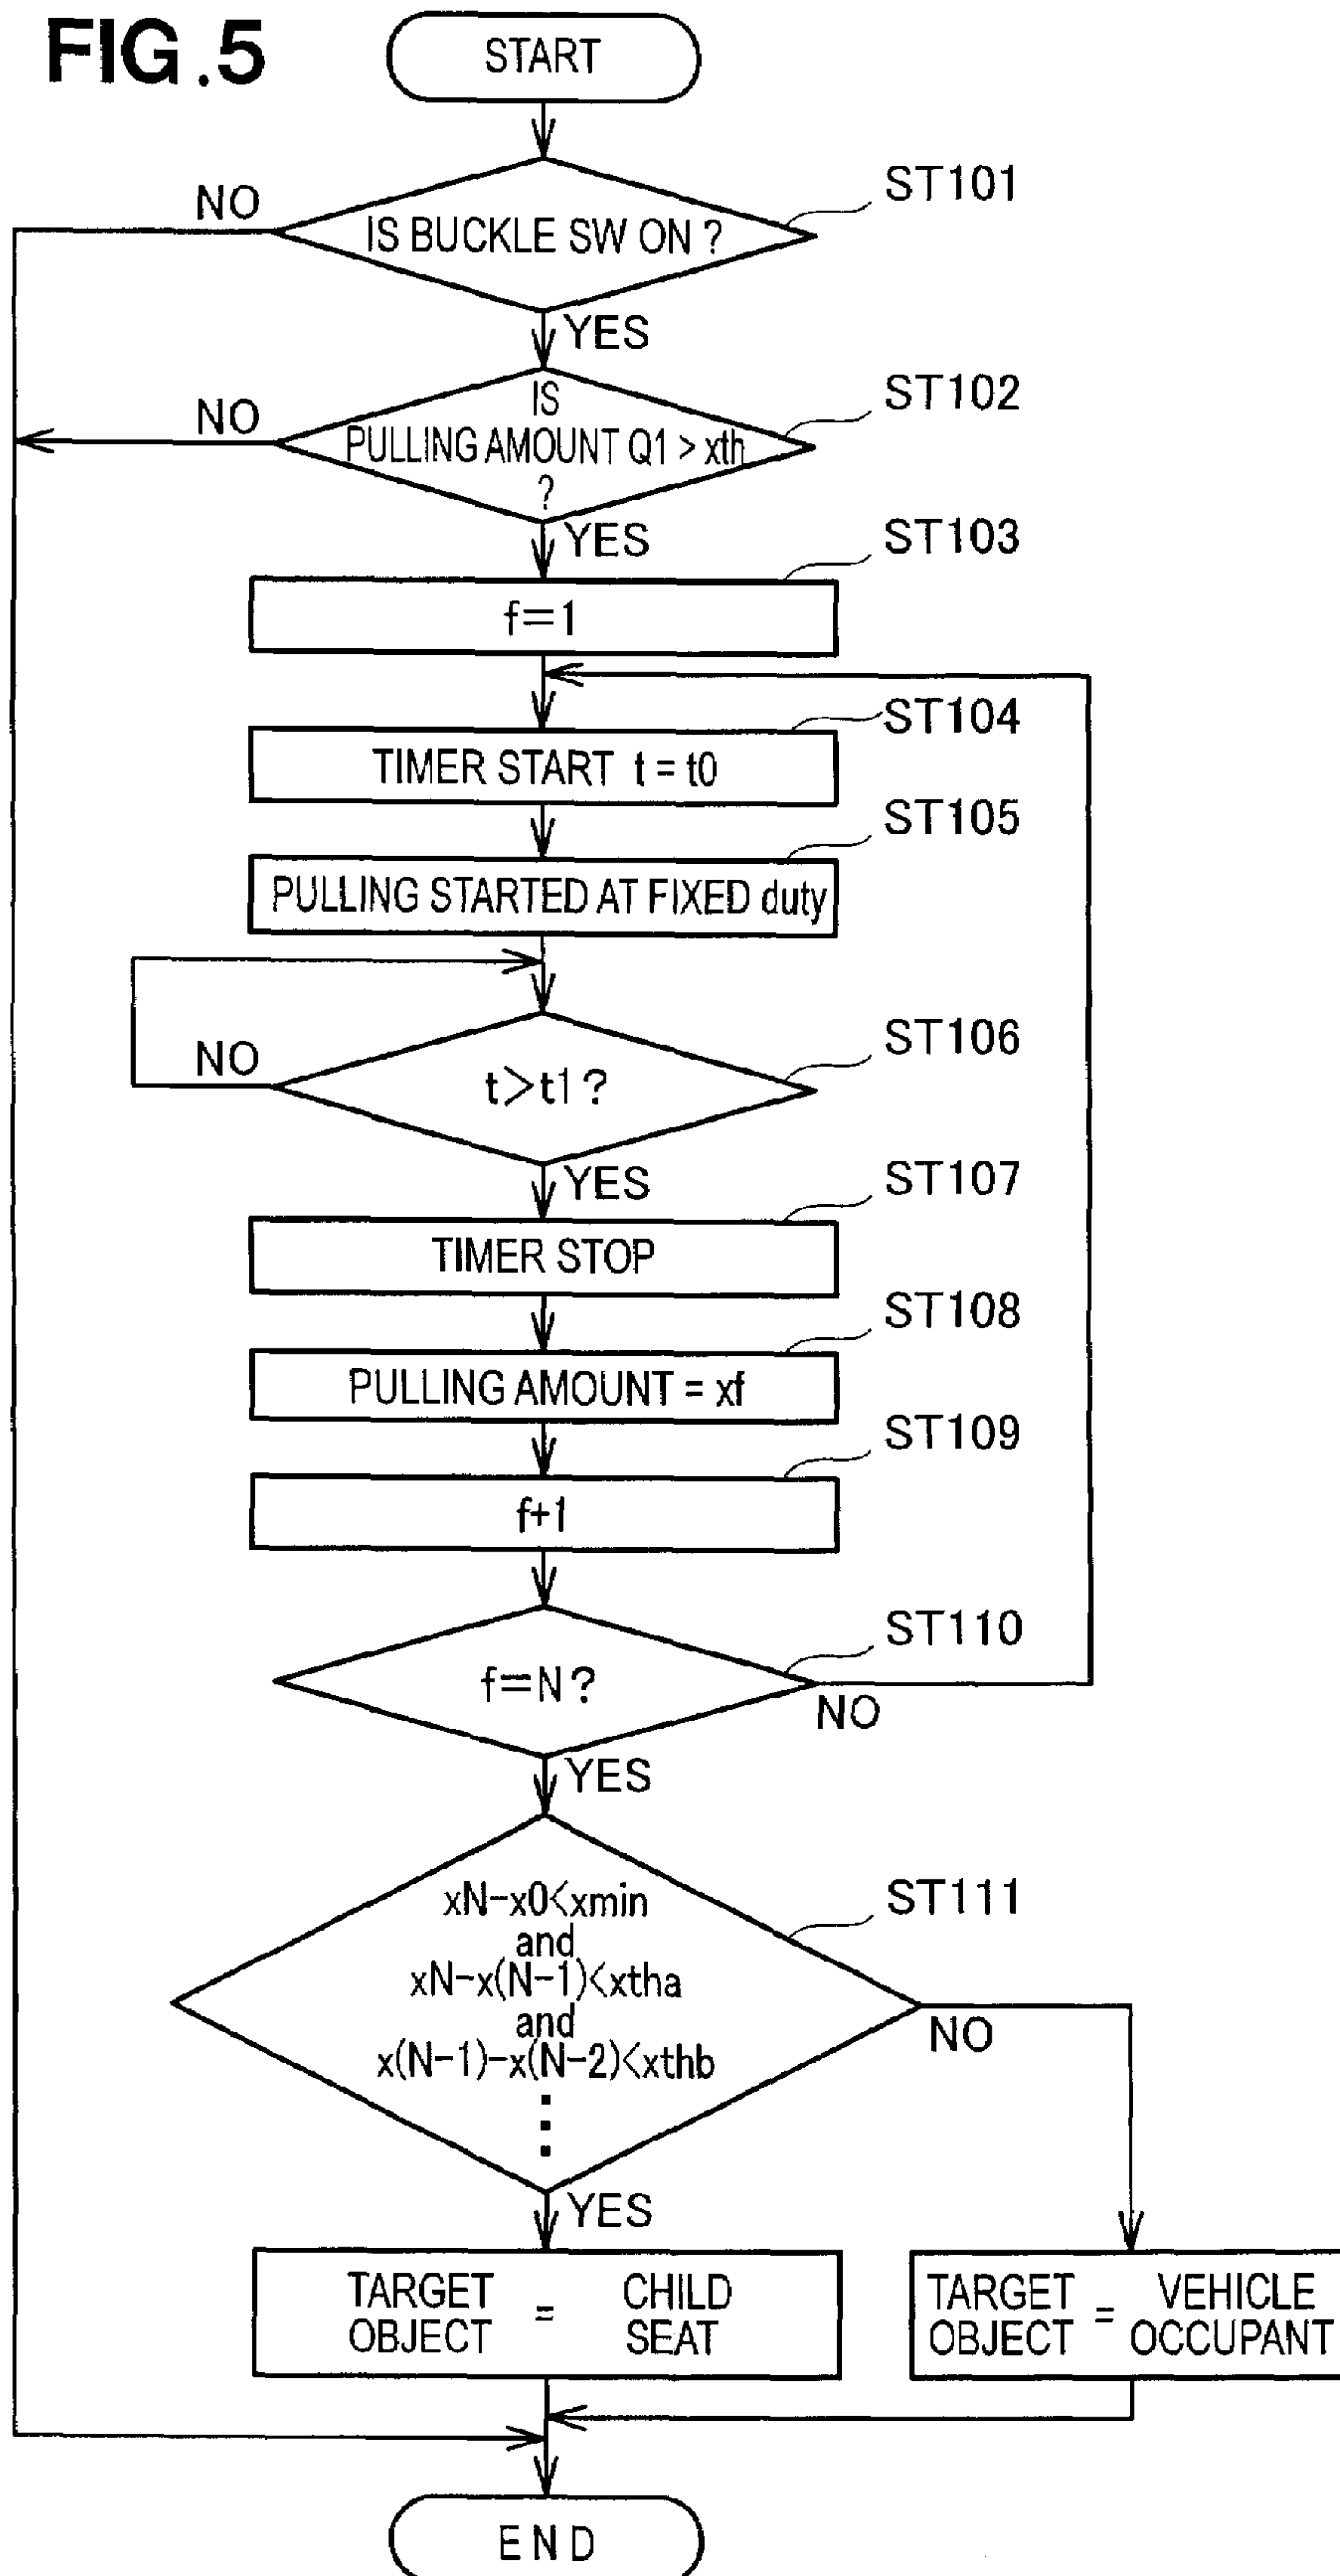 FIG.5
START
ST101
NO
IS BUCKLE SW ON ?
YES
ST102
NO
IS
PULLING AMOUNT Q1 > xth
?
YES
ST103
f=1
ST104
TIMER START t = t0
ST105
PULLING STARTED AT FIXED duty
ST106
NO
t>t1?
YES
ST107
TIMER STOP
ST108
PULLING AMOUNT = xf
ST109
f+1
ST110
f=N?
NO
YES
ST111
xN-x0<xmin
and
xN-x(N-1)<xtha
and
x(N-1)-x(N-2)<xthb
⋮
NO
YES
TARGET OBJECT = CHILD SEAT
TARGET OBJECT = VEHICLE OCCUPANT
END